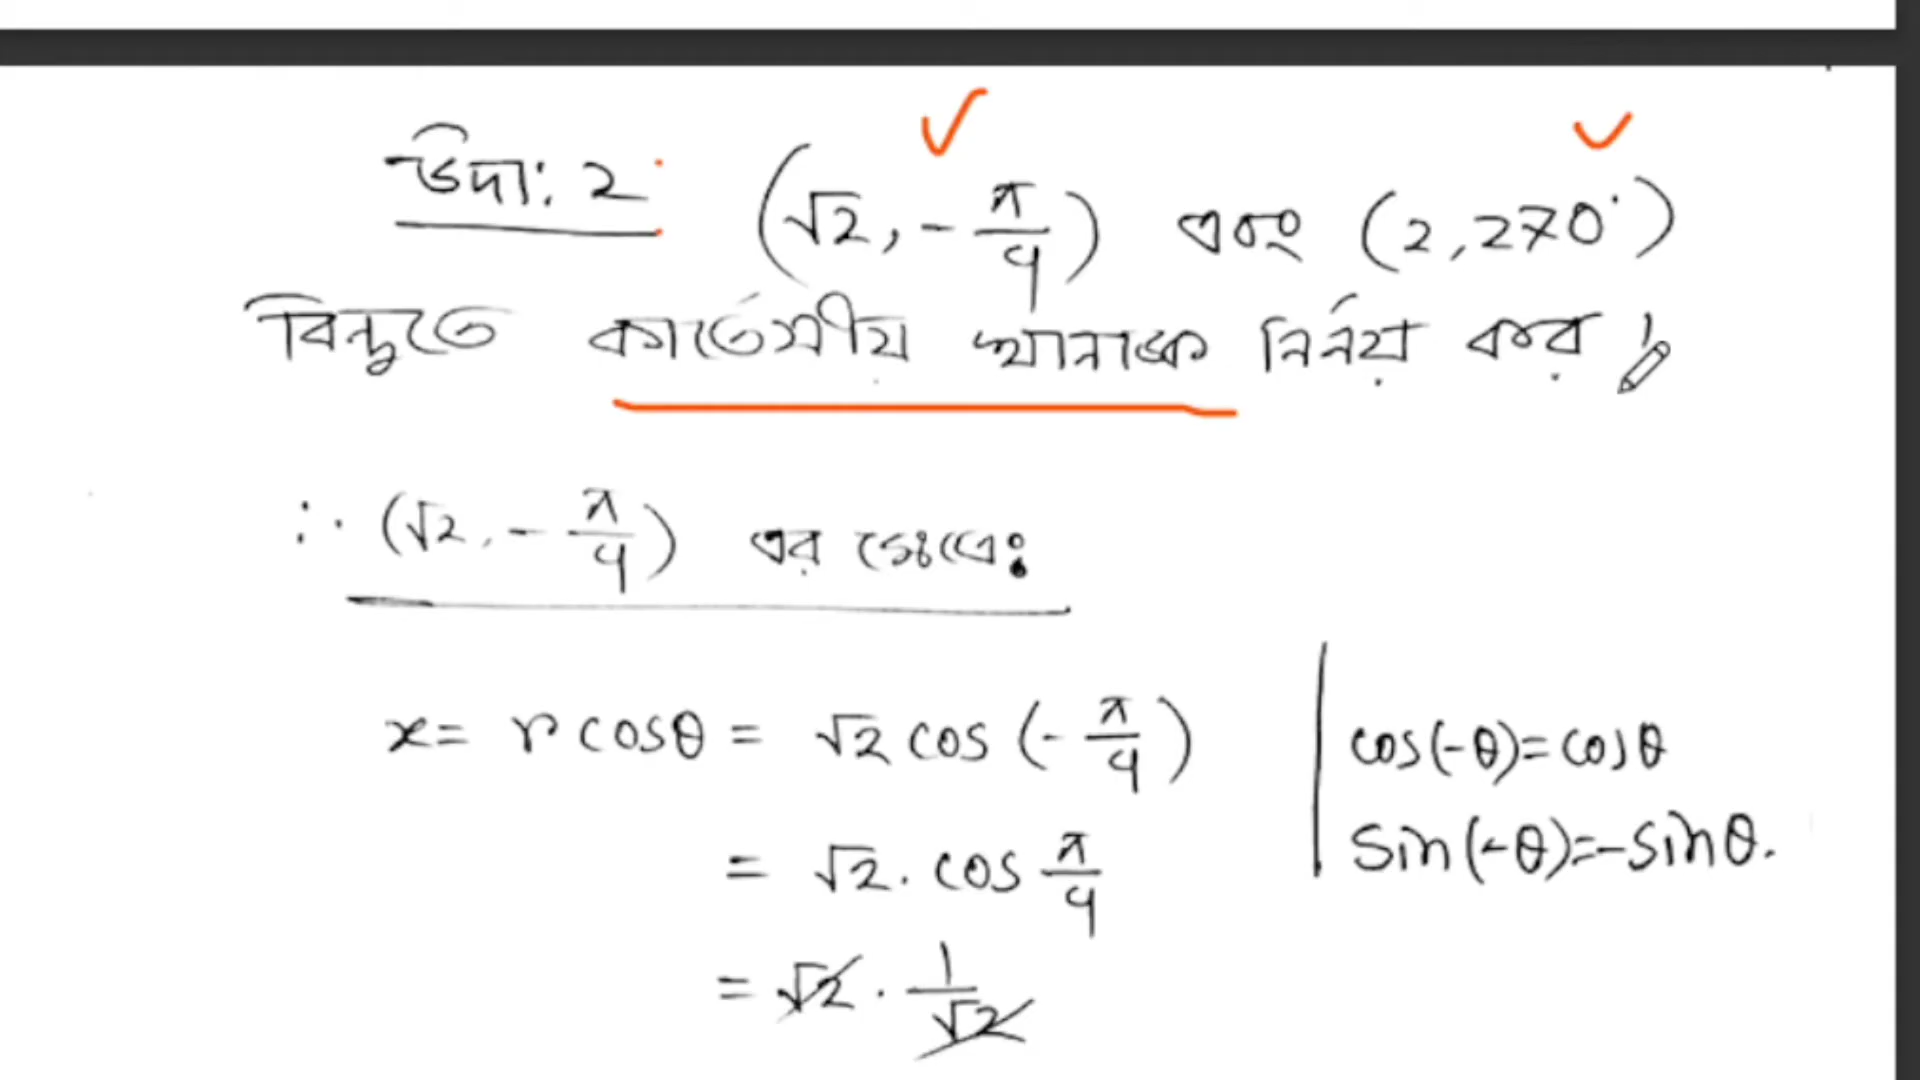 উদা: 2 (√2, -π/4) এবং (2, 270°)
বিন্দুতে কার্তেসীয় স্থানাঙ্ক নির্নয় কর।
∴ (√2, -π/4) এর ক্ষেত্রে:
x = r cosθ = √2 cos (-π/4)
cos(-θ) = cosθ
= √2 . cos π/4
sin(-θ) = -sinθ.
= √2 . 1/√2